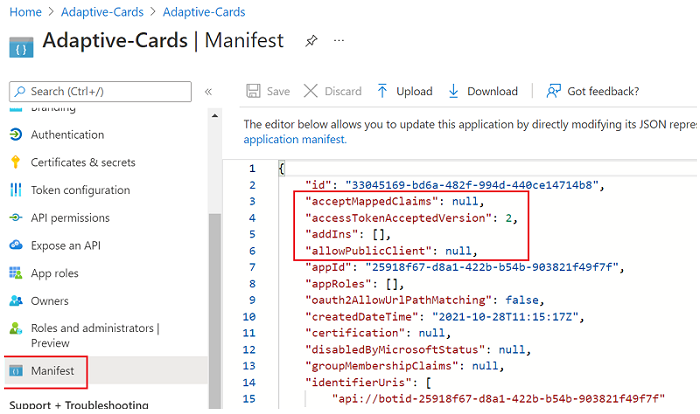 Home > Adaptive-Cards > Adaptive-Cards
Adaptive-Cards | Manifest
Search (Ctrl+/)
«
Save
Discard
Upload
Download
Got feedback?
Branding
Authentication
Certificates & secrets
Token configuration
API permissions
Expose an API
App roles
Owners
Roles and administrators |
Preview
Manifest
Support + Troubleshooting
The editor below allows you to update this application by directly modifying its JSON repre
application manifest.
1 {
2 "id": "33045169-bd6a-482f-994d-440ce14714b8",
3 "acceptMappedClaims": null,
4 "accessTokenAcceptedVersion": 2,
5 "addIns": [],
6 "allowPublicClient": null,
7 "appId": "25918f67-d8a1-422b-b54b-903821f49f7f",
8 "appRoles": [],
9 "oauth2AllowUrlPathMatching": false,
10 "createdDateTime": "2021-10-28T11:15:17Z",
11 "certification": null,
12 "disabledByMicrosoftStatus": null,
13 "groupMembershipClaims": null,
14 "identifierUris": [
15 "api://botid-25918f67-d8a1-422b-b54b-903821f49f7f"